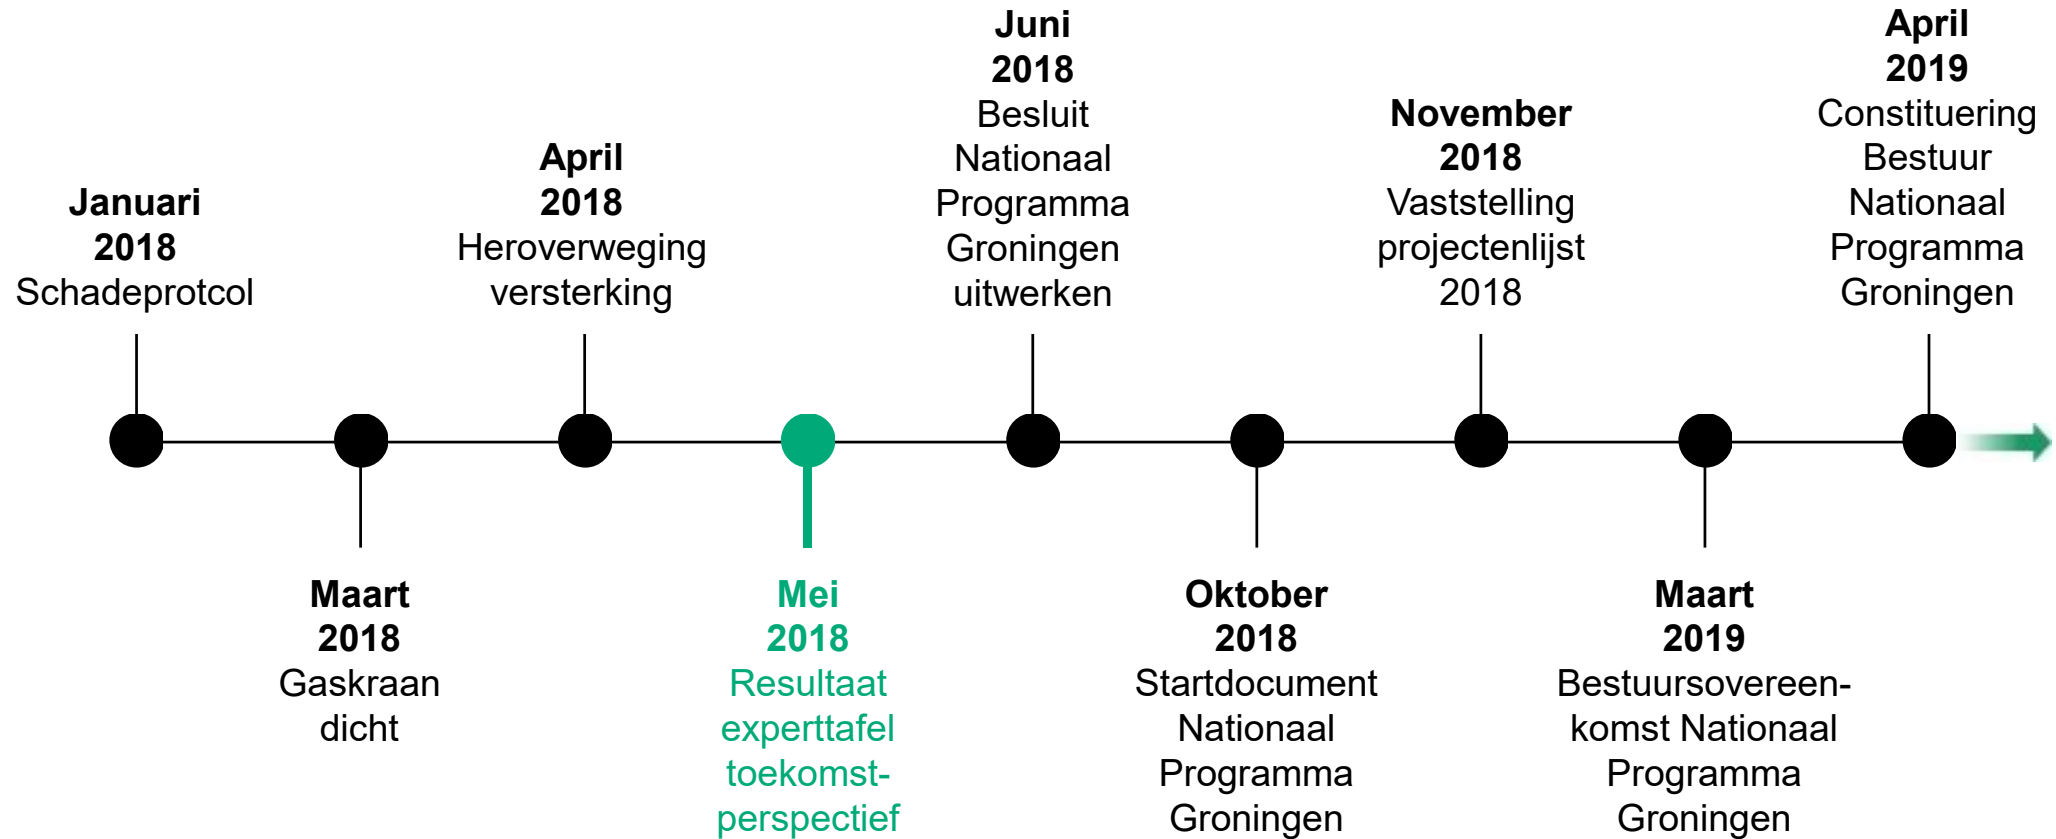 Januari
2018
Schadeprotcol
Maart
2018
Gaskraan
dicht
April
2018
Heroverweging
versterking
Mei
2018
Resultaat
experttafel
toekomst-
perspectief
Juni
2018
Besluit
Nationaal
Programma
Groningen
uitwerken
Oktober
2018
Startdocument
Nationaal
Programma
Groningen
November
2018
Vaststelling
projectenlijst
2018
Maart
2019
Bestuursovereen-
komst Nationaal
Programma
Groningen
April
2019
Constituering
Bestuur
Nationaal
Programma
Groningen